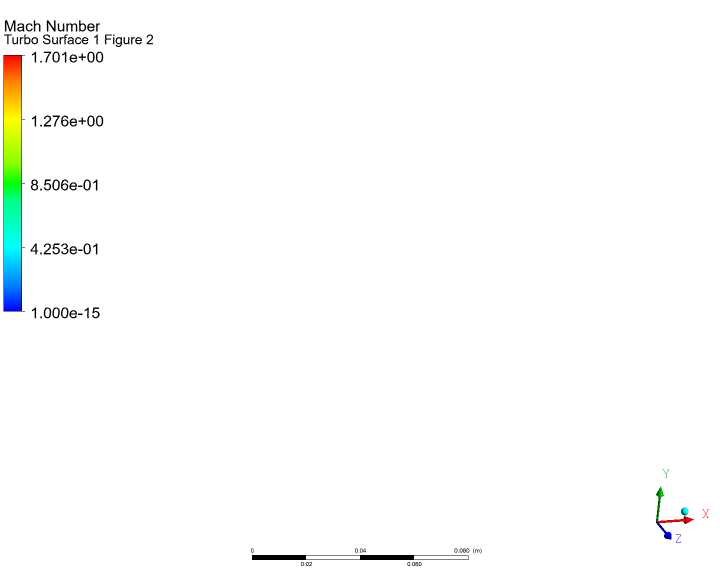 Mach Number
Turbo Surface 1 Figure 2
1.701e+00
1.276e+00
8.506e-01
4.253e-01
1.000e-15
Y
X
Z
0 0.04 0.080 (m)
0.02 0.060